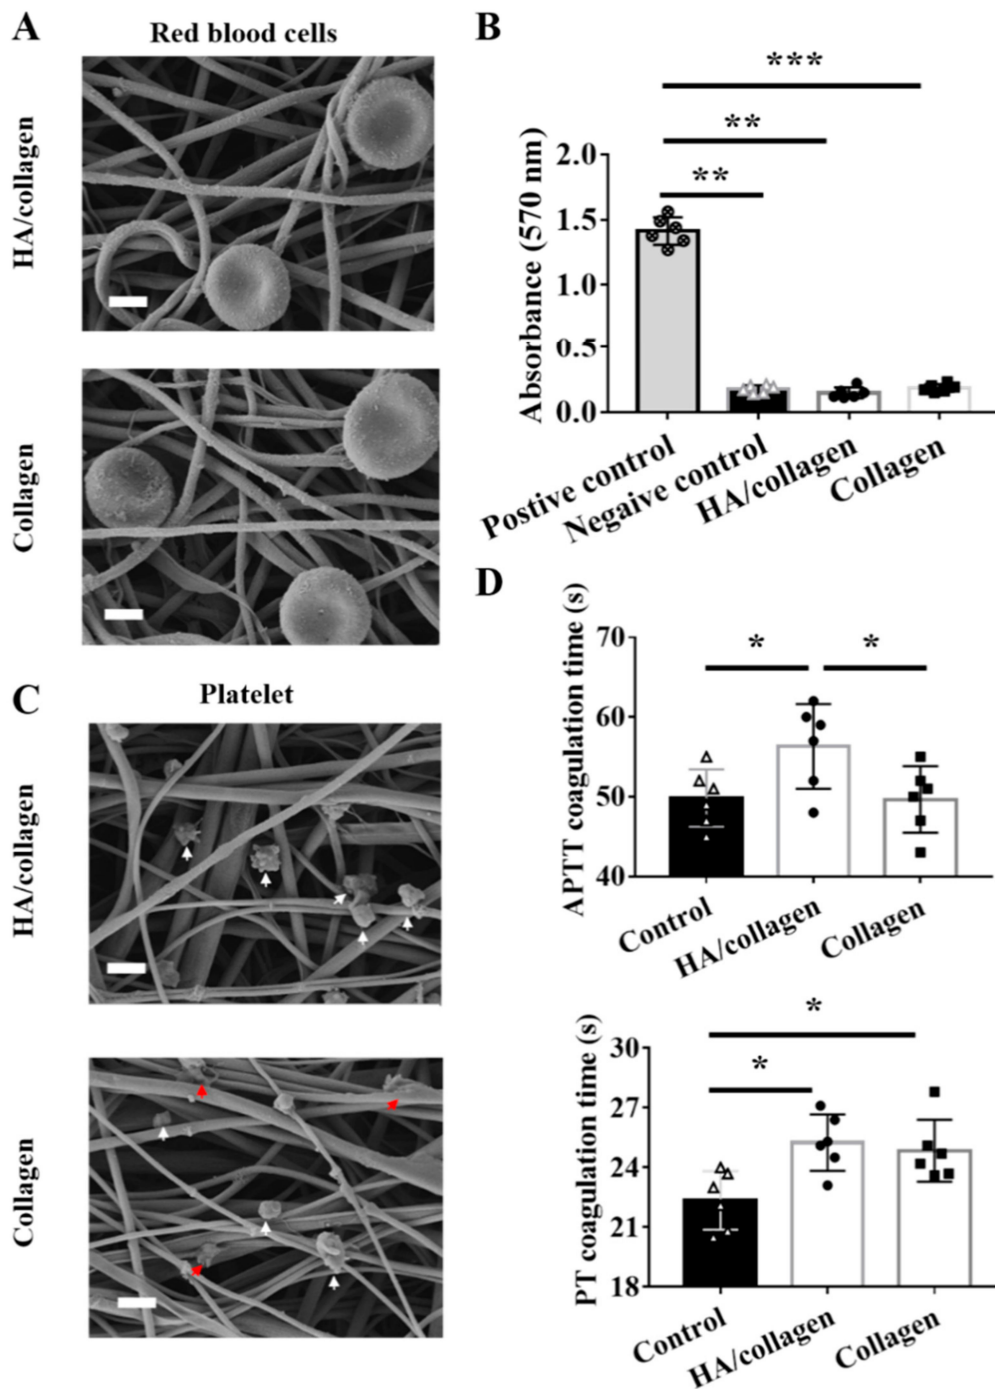 A
Red blood cells
HA/collagen
Collagen
B
***
**
**
Absorbance (570 nm)
2.0
1.5
1.0
0.5
0.0
Postive control
Negaive control
HA/collagen
Collagen
C
Platelet
HA/collagen
Collagen
D
APTT coagulation time (s)
70
60
50
40
*
*
Control
HA/collagen
Collagen
PT coagulation time (s)
30
27
24
21
18
*
*
Control
HA/collagen
Collagen